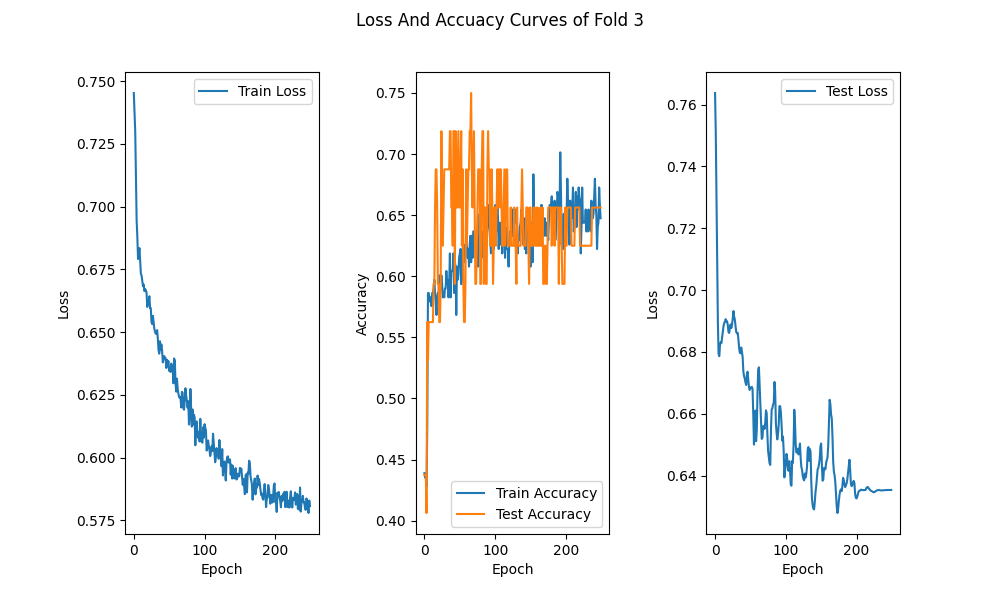 Loss And Accuacy Curves of Fold 3
0.750
0.725
0.700
0.675
0.650
0.625
0.600
0.575
Loss
0
100
200
Epoch
Train Loss
0.75
0.70
0.65
0.60
0.55
0.50
0.45
0.40
Accuracy
0
100
200
Epoch
Train Accuracy
Test Accuracy
0.76
0.74
0.72
0.70
0.68
0.66
0.64
Loss
0
100
200
Epoch
Test Loss